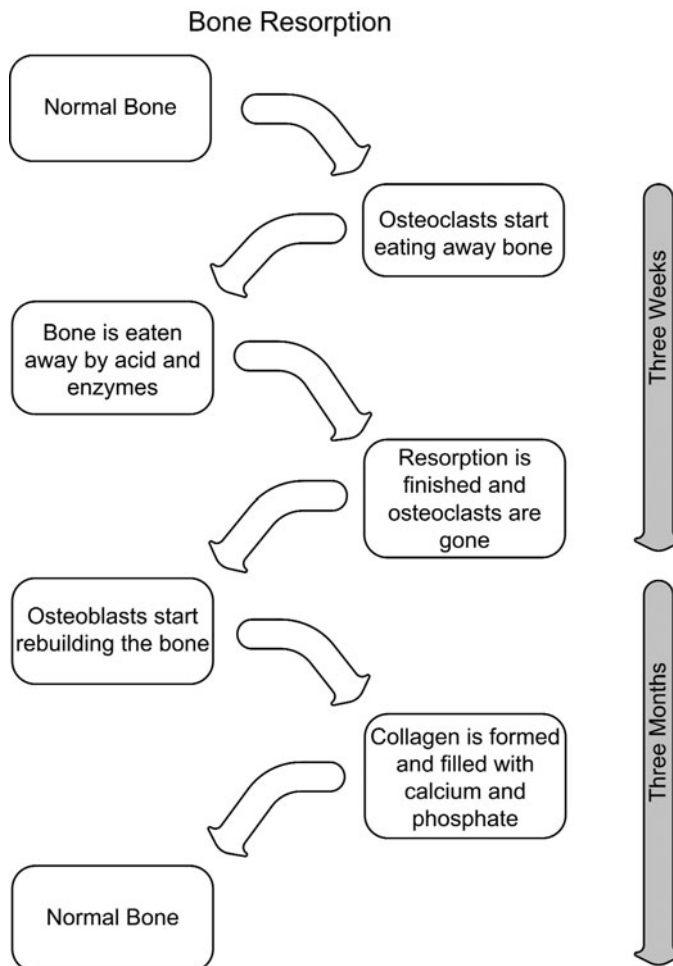 Bone Resorption
Normal Bone
Osteoclasts start
eating away bone
Bone is eaten
away by acid and
enzymes
Resorption is
finished and
osteoclasts are
gone
Osteoblasts start
rebuilding the bone
Collagen is formed
and filled with
calcium and
phosphate
Normal Bone
Three Weeks
Three Months